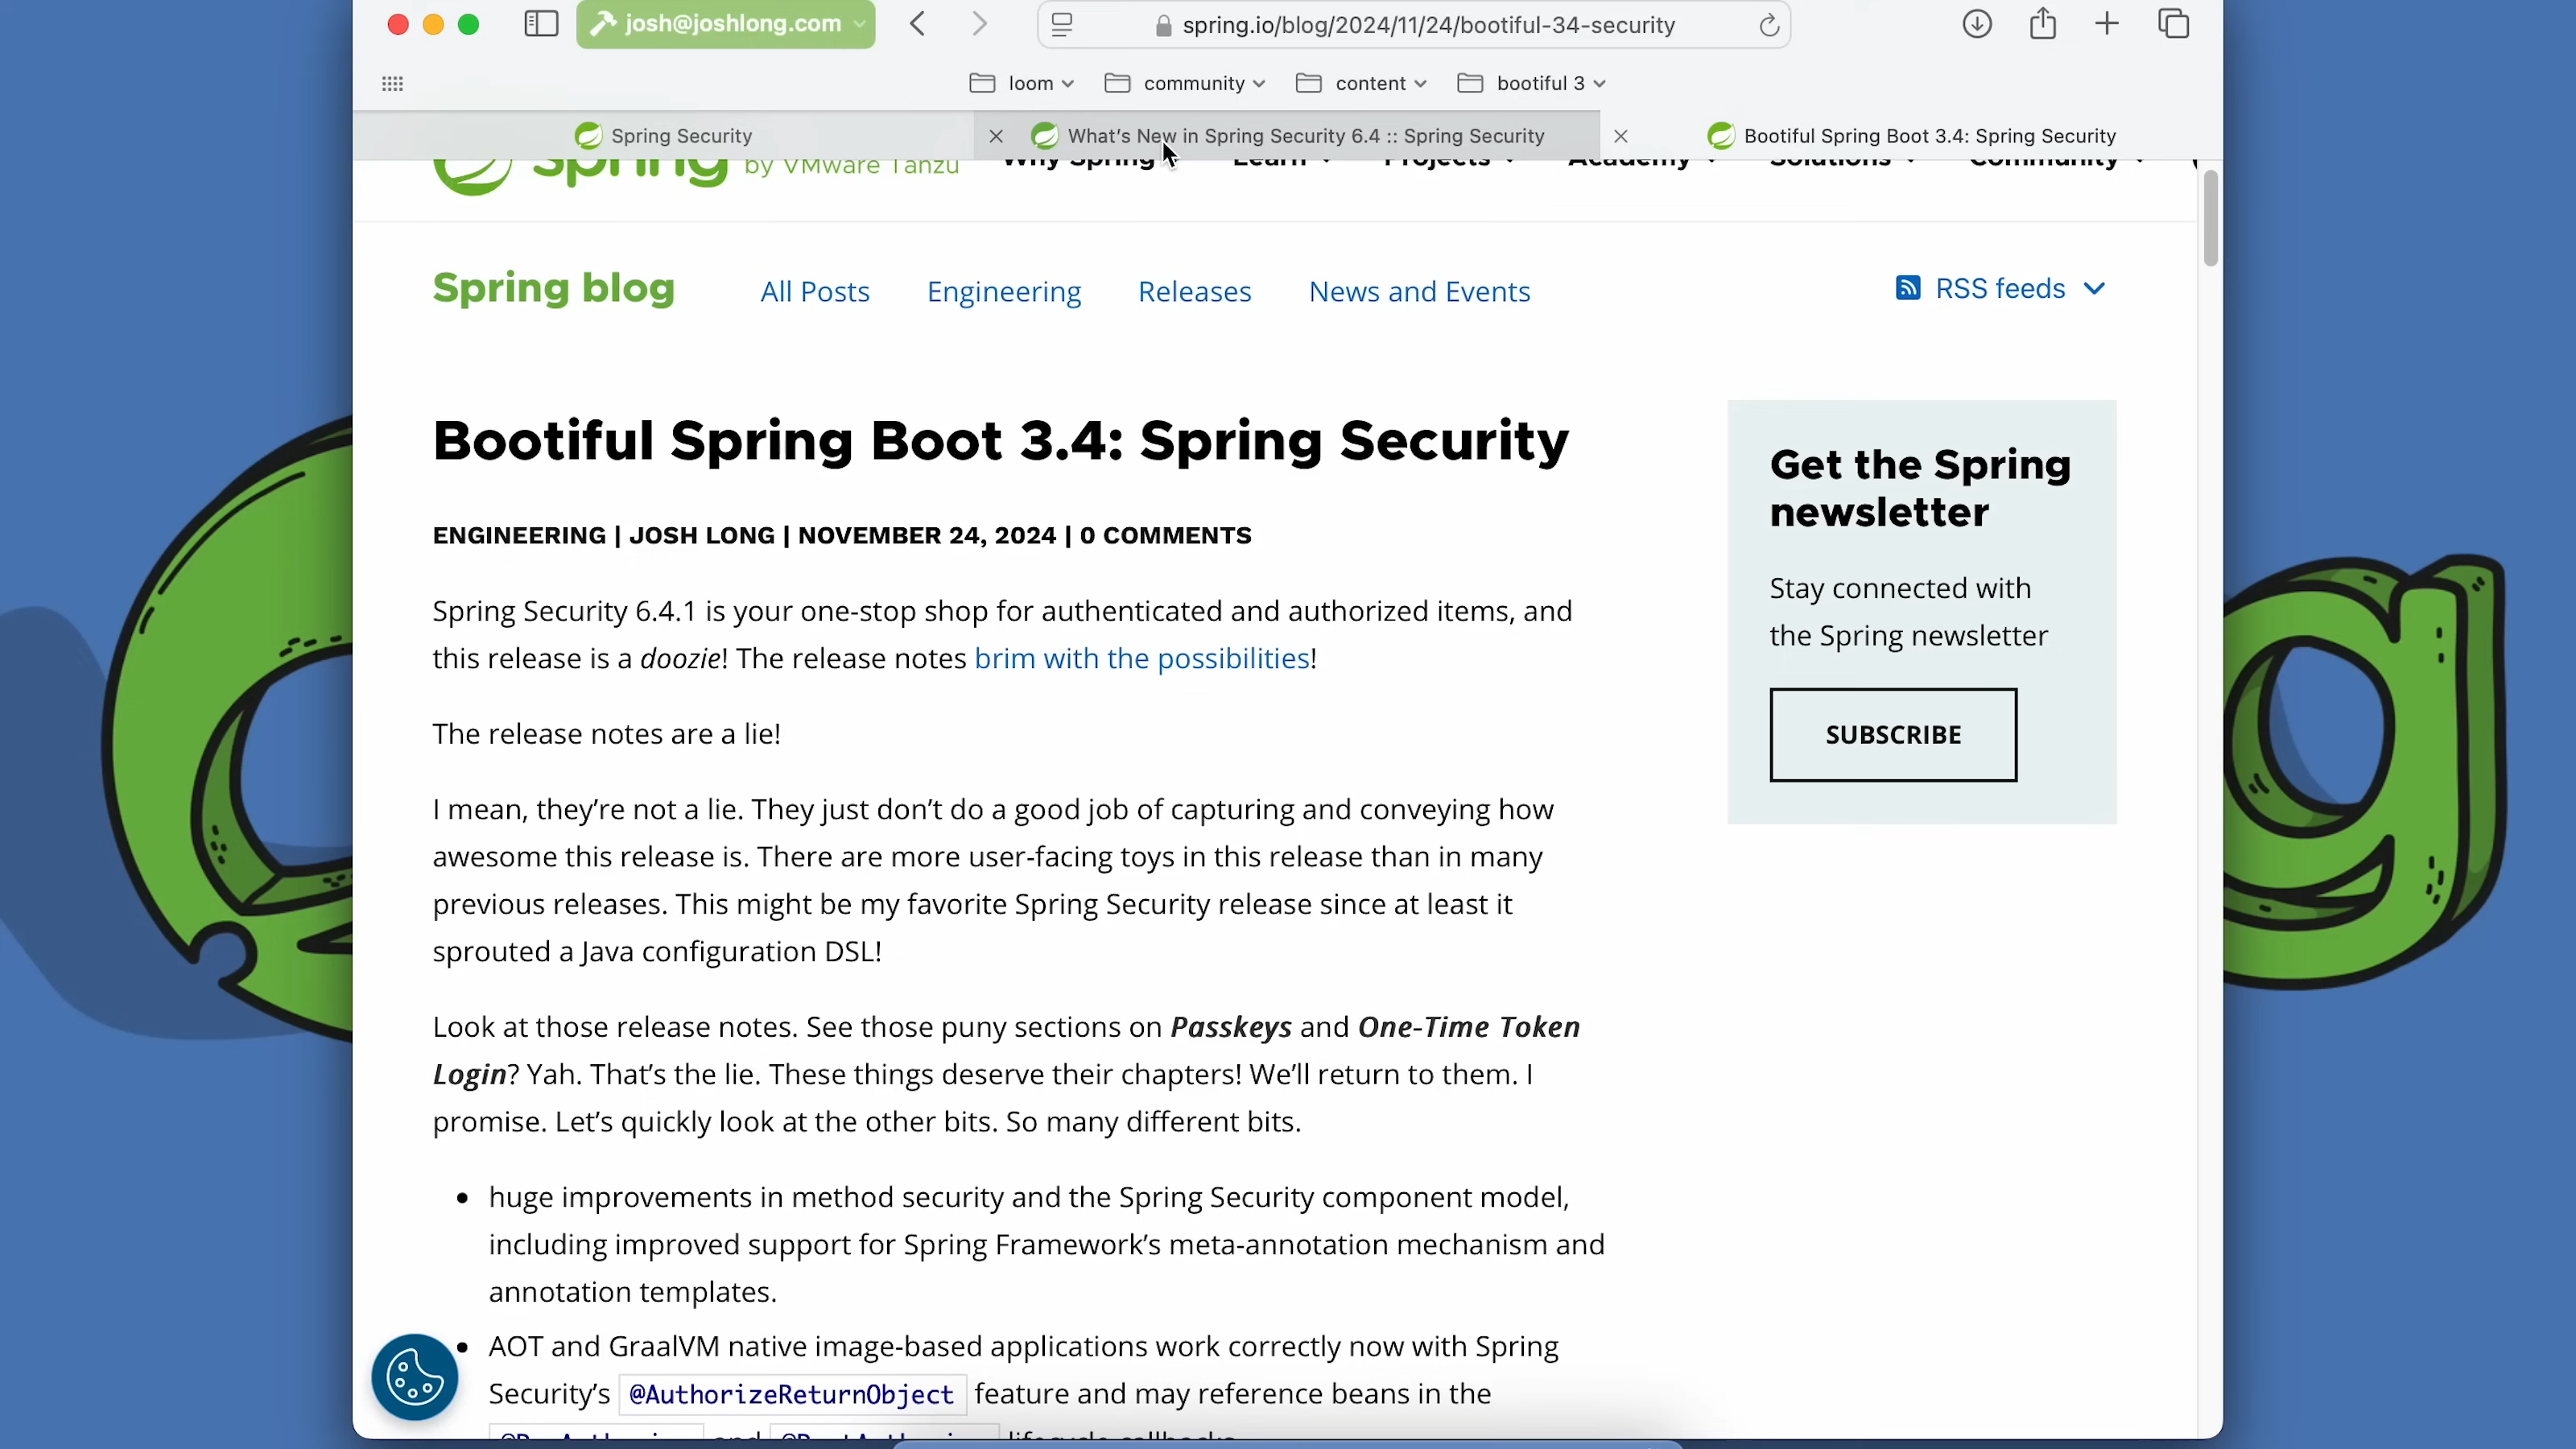 josh@joshlong.com
spring.io/blog/2024/11/24/bootiful-34-security
loom
community
content
bootiful 3
Spring Security
What's New in Spring Security 6.4 :: Spring Security
Bootiful Spring Boot 3.4: Spring Security
spring by VMware Tanzu
Why Spring
Learn
Projects
Academy
Solutions
Community
Spring blog
All Posts
Engineering
Releases
News and Events
RSS feeds
Bootiful Spring Boot 3.4: Spring Security
ENGINEERING | JOSH LONG | NOVEMBER 24, 2024 | 0 COMMENTS
Spring Security 6.4.1 is your one-stop shop for authenticated and authorized items, and
this release is a doozie! The release notes brim with the possibilities!
The release notes are a lie!
I mean, they're not a lie. They just don't do a good job of capturing and conveying how
awesome this release is. There are more user-facing toys in this release than in many
previous releases. This might be my favorite Spring Security release since at least it
sprouted a Java configuration DSL!
Look at those release notes. See those puny sections on Passkeys and One-Time Token
Login? Yah. That's the lie. These things deserve their chapters! We'll return to them. I
promise. Let's quickly look at the other bits. So many different bits.
• huge improvements in method security and the Spring Security component model,
including improved support for Spring Framework's meta-annotation mechanism and
annotation templates.
• AOT and GraalVM native image-based applications work correctly now with Spring
Security's @AuthorizeReturnObject feature and may reference beans in the
Get the Spring
newsletter
Stay connected with
the Spring newsletter
SUBSCRIBE
g